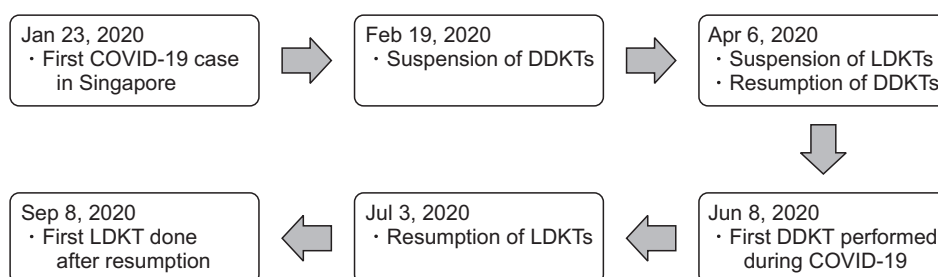 Jan 23, 2020
· First COVID-19 case
in Singapore
Feb 19, 2020
· Suspension of DDKTs
Apr 6, 2020
· Suspension of LDKTs
· Resumption of DDKTs
Jun 8, 2020
· First DDKT performed
during COVID-19
Jul 3, 2020
· Resumption of LDKTs
Sep 8, 2020
· First LDKT done
after resumption